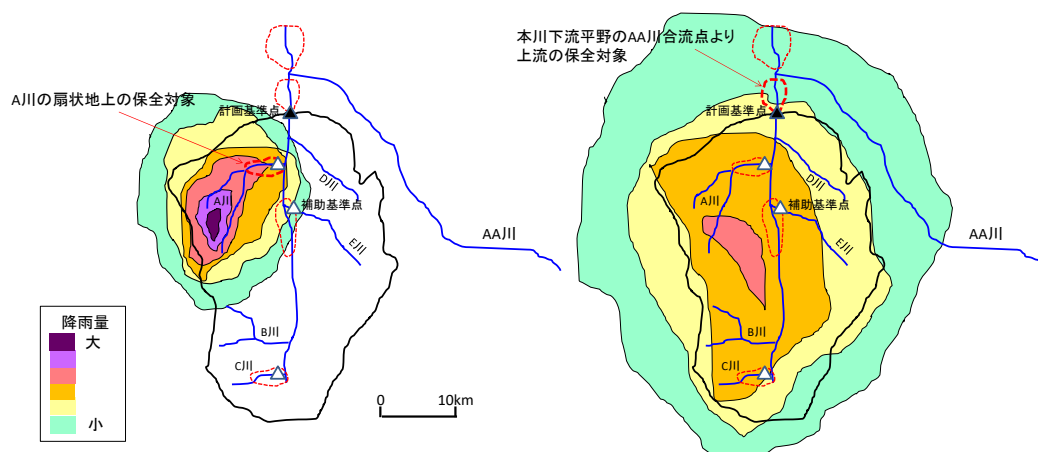 A川の扇状地上の保全対象
計画基準点
A川
D川
補助基準点
E川
AA川
B川
C川
降雨量
大
小
0
10km
本川下流平野のAA川合流点より
上流の保全対象
計画基準点
A川
D川
補助基準点
E川
AA川
B川
C川